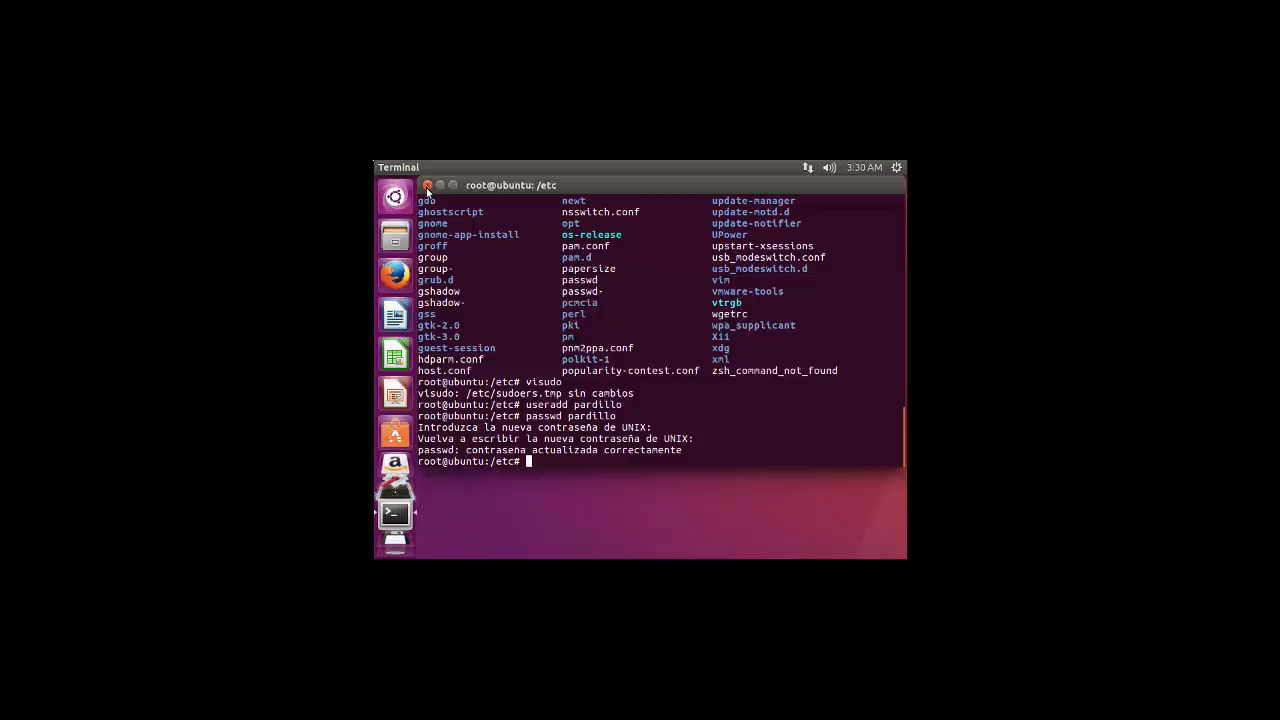 Terminal
3:30 AM
root@ubuntu: /etc
gdb newt update-manager
ghostscript nsswitch.conf update-motd.d
gnome opt update-notifier
gnome-app-install os-release UPower
groff pam.conf upstart-xsessions
group pam.d usb_modeswitch.conf
group- papersize usb_modeswitch.d
grub.d passwd vim
gshadow passwd- vmware-tools
gshadow- pcmcia vtrgb
gss perl wgetrc
gtk-2.0 pki wpa_supplicant
gtk-3.0 pm X11
guest-session pnm2ppa.conf xdg
hdparm.conf polkit-1 xml
host.conf popularity-contest.conf zsh_command_not_found
root@ubuntu:/etc# visudo
visudo: /etc/sudoers.tmp sin cambios
root@ubuntu:/etc# useradd pardillo
root@ubuntu:/etc# passwd pardillo
Introduzca la nueva contraseña de UNIX:
Vuelva a escribir la nueva contraseña de UNIX:
passwd: contraseña actualizada correctamente
root@ubuntu:/etc#